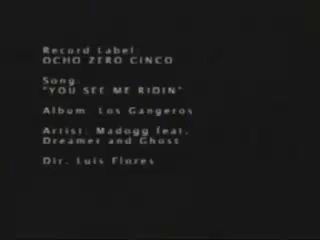 Record Label:
OCHO ZERO CINCO
Song:
"YOU SEE ME RIDIN"
Album: Los Gangeros
Artist: Madogg feat.
Dreamer and Ghost
Dir. Luis Flores